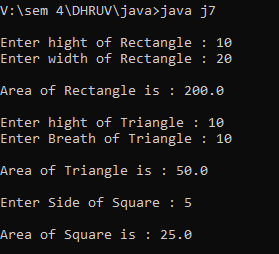 V:\sem 4\DHRUV\java>java j7
Enter hight of Rectangle : 10
Enter width of Rectangle : 20
Area of Rectangle is : 200.0
Enter hight of Triangle : 10
Enter Breath of Triangle : 10
Area of Triangle is : 50.0
Enter Side of Square : 5
Area of Square is : 25.0